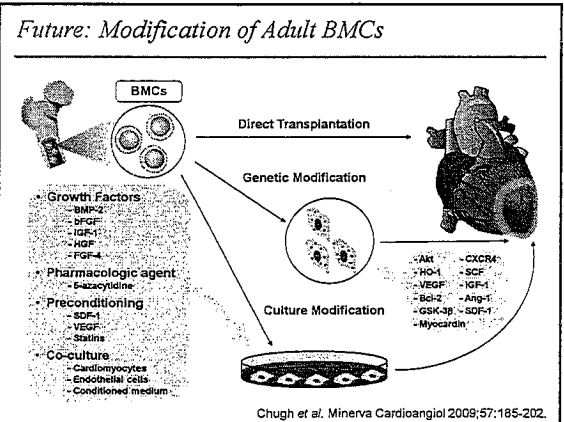 Future: Modification of Adult BMCs
BMCs
Direct Transplantation
Genetic Modification
• Growth Factors
- BMP-2
- bFGF
- IGF-1
- HGF
- FGF-4
• Pharmacologic agent
- 5-azacytidine
• Preconditioning
- SDF-1
- VEGF
- Statins
• Co-culture
- Cardiomyocytes
- Endothelial cells
- Conditioned medium
- Akt - CXCR4
- HO-1 - SCF
- VEGF - IGF-1
- Bcl-2 - Ang-1
- GSK-3β - SDF-1
- Myocardin
Culture Modification
Chugh et al. Minerva Cardioangiol 2009;57:185-202.